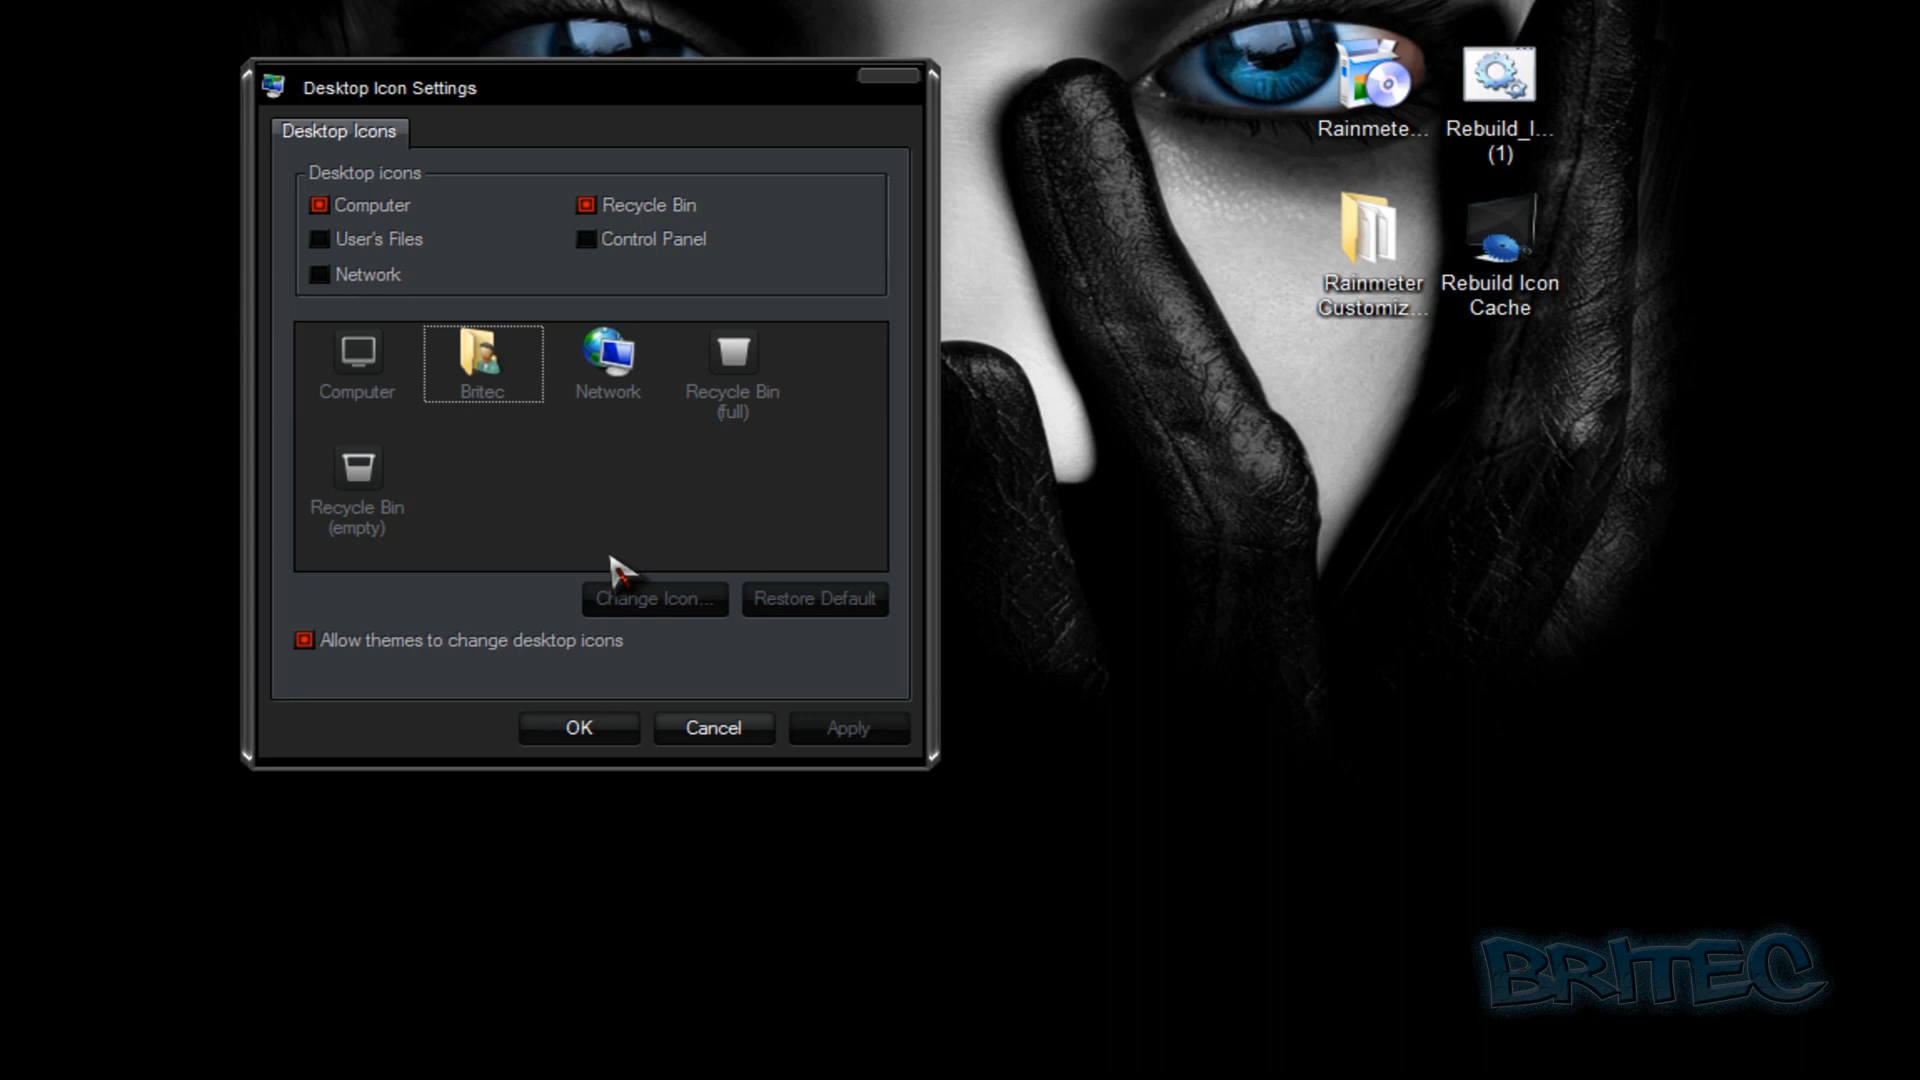 Desktop Icon Settings
Desktop Icons
Desktop icons
Computer
Recycle Bin
User's Files
Control Panel
Network
Computer
Britec
Network
Recycle Bin
(full)
Recycle Bin
(empty)
Change Icon...
Restore Default
Allow themes to change desktop icons
OK
Cancel
Apply
Rainmete...
Rebuild_I...
(1)
Rainmeter
Customiz...
Rebuild Icon
Cache
BRITEC